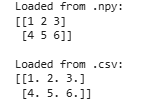 Loaded from .npy:
[[1 2 3]
 [4 5 6]]

Loaded from .csv:
[[1. 2. 3.]
 [4. 5. 6.]]